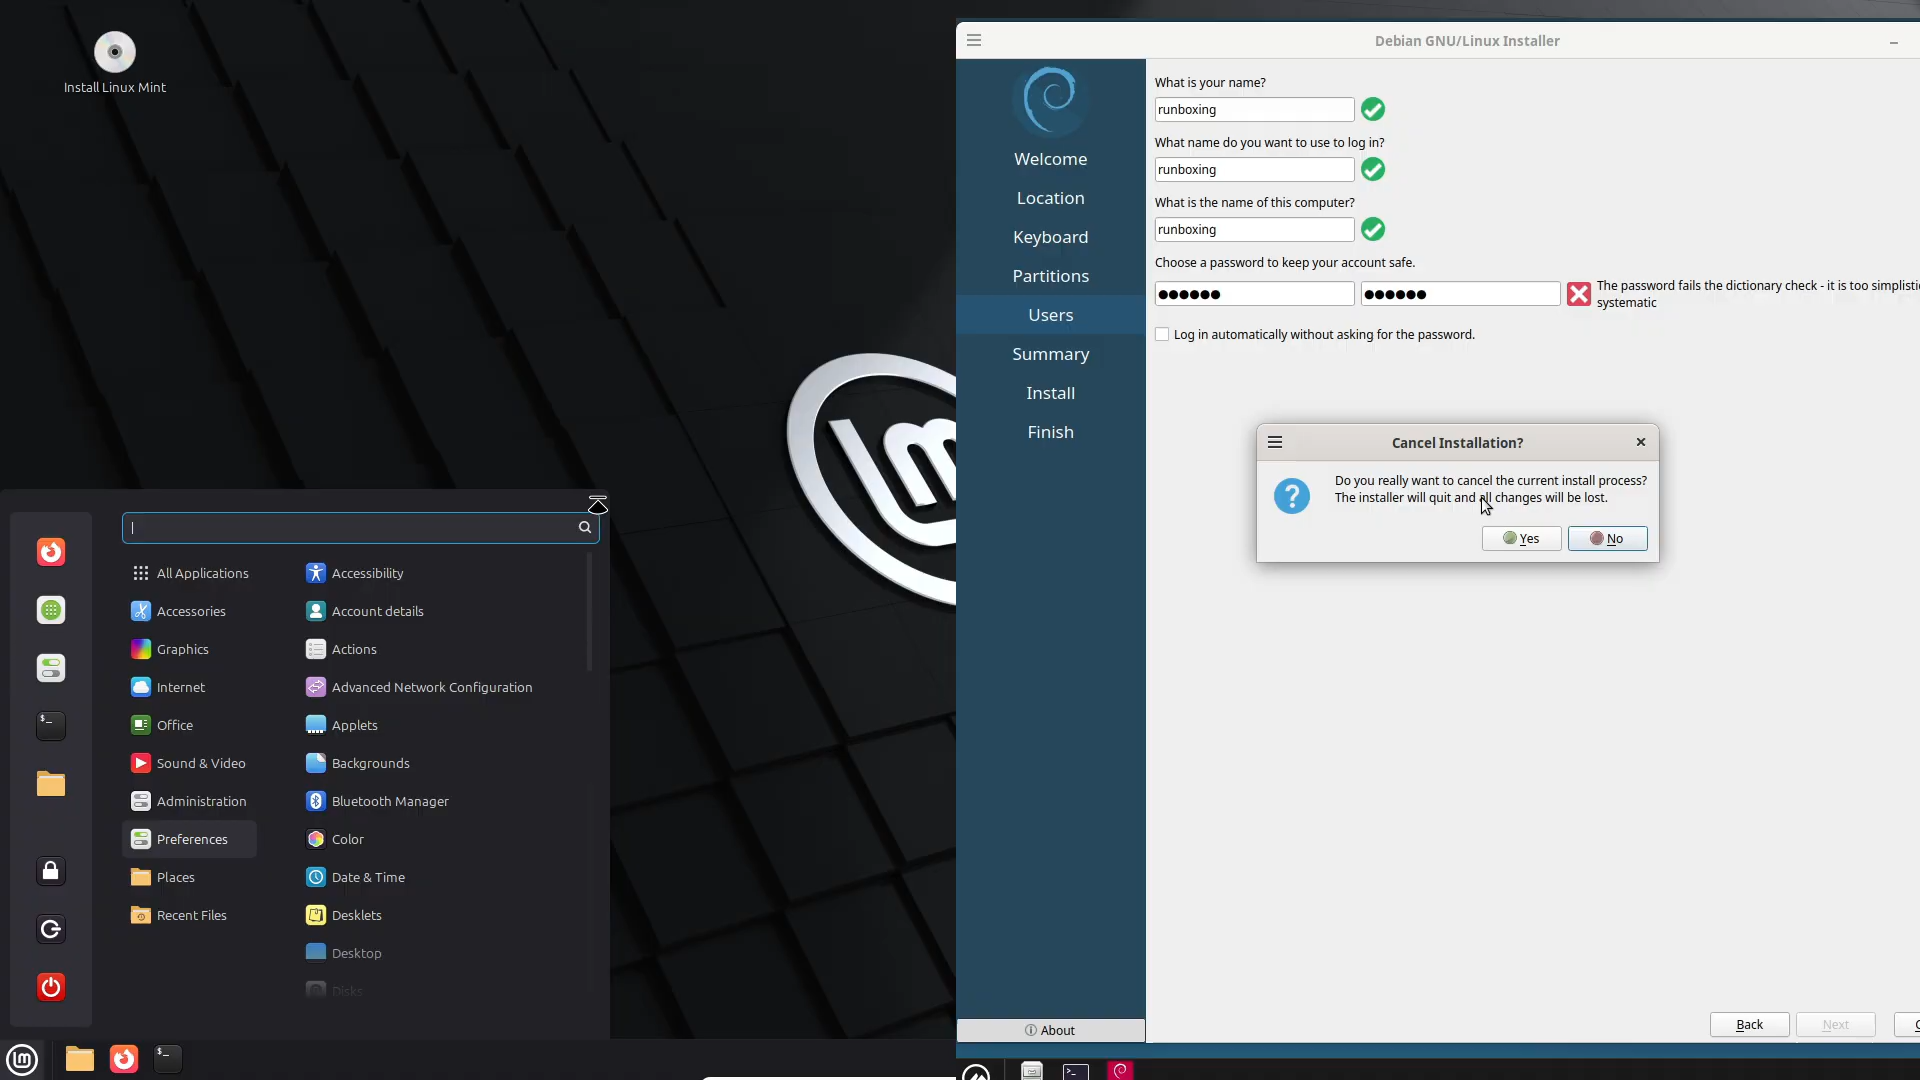 Install Linux Mint
All Applications
Accessories
Graphics
Internet
Office
Sound & Video
Administration
Preferences
Places
Recent Files
Accessibility
Account details
Actions
Advanced Network Configuration
Applets
Backgrounds
Bluetooth Manager
Color
Date & Time
Desklets
Desktop
Disks
Debian GNU/Linux Installer
Welcome
Location
Keyboard
Partitions
Users
Summary
Install
Finish
About
What is your name?
runboxing
What name do you want to use to log in?
runboxing
What is the name of this computer?
runboxing
Choose a password to keep your account safe.
The password fails the dictionary check - it is too
systematic
Log in automatically without asking for the password.
Cancel Installation?
Do you really want to cancel the current install process?
The installer will quit and all changes will be lost.
Yes
No
Back
Next